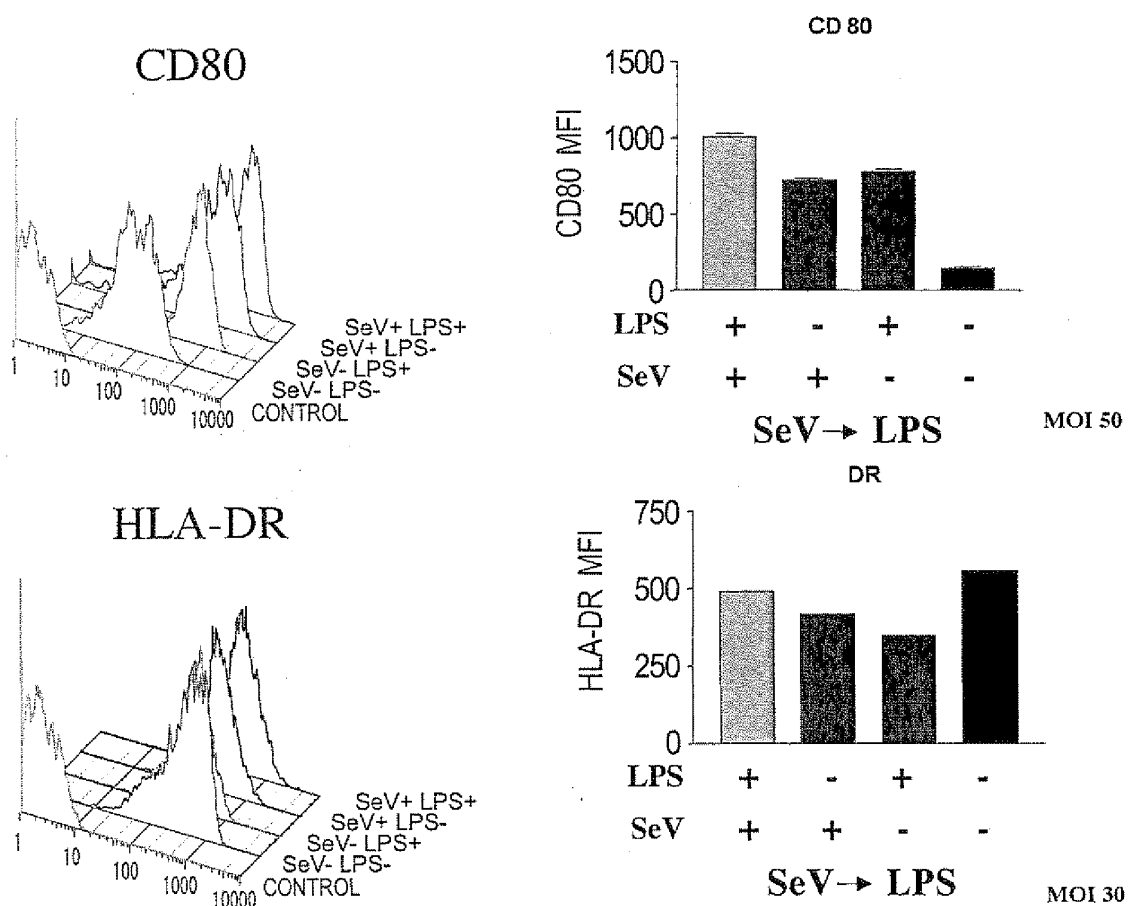 CD80
1
10
100
1000
10000
SeV+ LPS+
SeV+ LPS-
SeV- LPS+
SeV- LPS-
CONTROL
CD 80
CD80 MFI
1500
1000
500
0
LPS + - + -
SeV + + - -
SeV→ LPS
MOI 50
HLA-DR
1
10
100
1000
10000
SeV+ LPS+
SeV+ LPS-
SeV- LPS+
SeV- LPS-
CONTROL
DR
HLA-DR MFI
750
500
250
0
LPS + - + -
SeV + + - -
SeV→ LPS
MOI 30